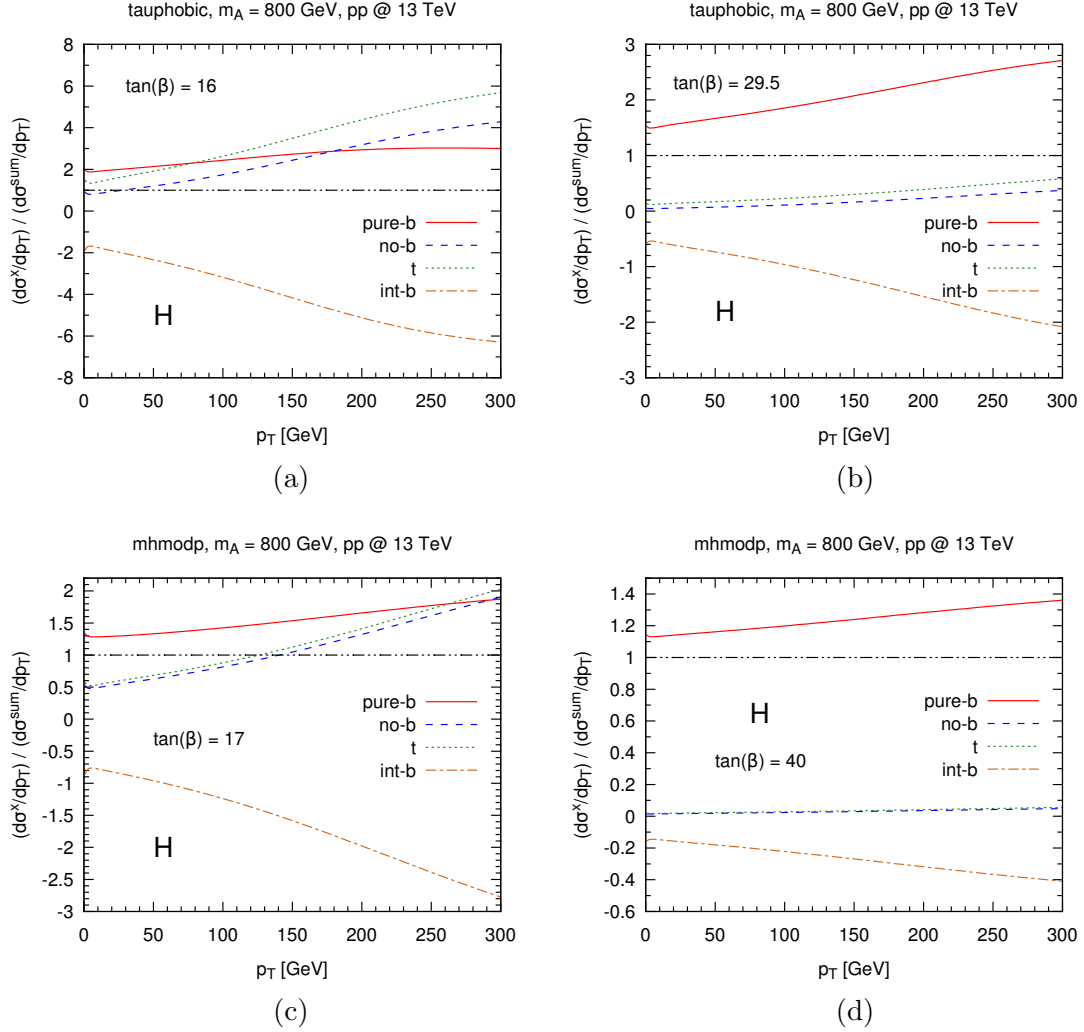 tauphobic, m_A = 800 GeV, pp @ 13 TeV
8
6
4
2
0
-2
-4
-6
-8
(dσ^x/dp_T) / (dσ^sum/dp_T)
tan(β) = 16
pure-b
no-b
t
int-b
H
0 50 100 150 200 250 300
p_T [GeV]
(a)
tauphobic, m_A = 800 GeV, pp @ 13 TeV
3
2
1
0
-1
-2
-3
(dσ^x/dp_T) / (dσ^sum/dp_T)
tan(β) = 29.5
pure-b
no-b
t
int-b
H
0 50 100 150 200 250 300
p_T [GeV]
(b)
mhmodp, m_A = 800 GeV, pp @ 13 TeV
2
1.5
1
0.5
0
-0.5
-1
-1.5
-2
-2.5
-3
(dσ^x/dp_T) / (dσ^sum/dp_T)
pure-b
no-b
t
int-b
tan(β) = 17
H
0 50 100 150 200 250 300
p_T [GeV]
(c)
mhmodp, m_A = 800 GeV, pp @ 13 TeV
1.4
1.2
1
0.8
0.6
0.4
0.2
0
-0.2
-0.4
-0.6
(dσ^x/dp_T) / (dσ^sum/dp_T)
pure-b
no-b
t
int-b
H
tan(β) = 40
0 50 100 150 200 250 300
p_T [GeV]
(d)